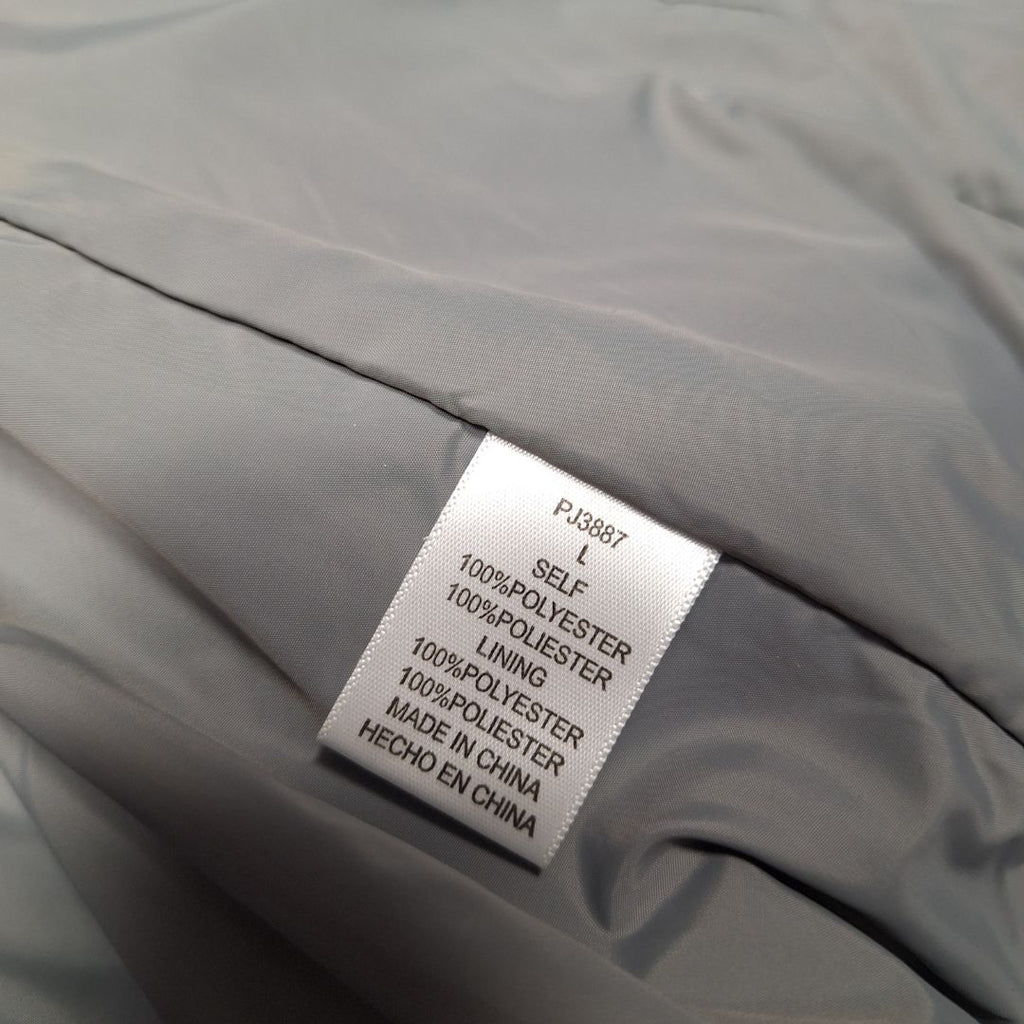 PJ3887
L
SELF
100%POLYESTER
100%POLIESTER
LINING
100%POLYESTER
100%POLIESTER
MADE IN CHINA
HECHO EN CHINA